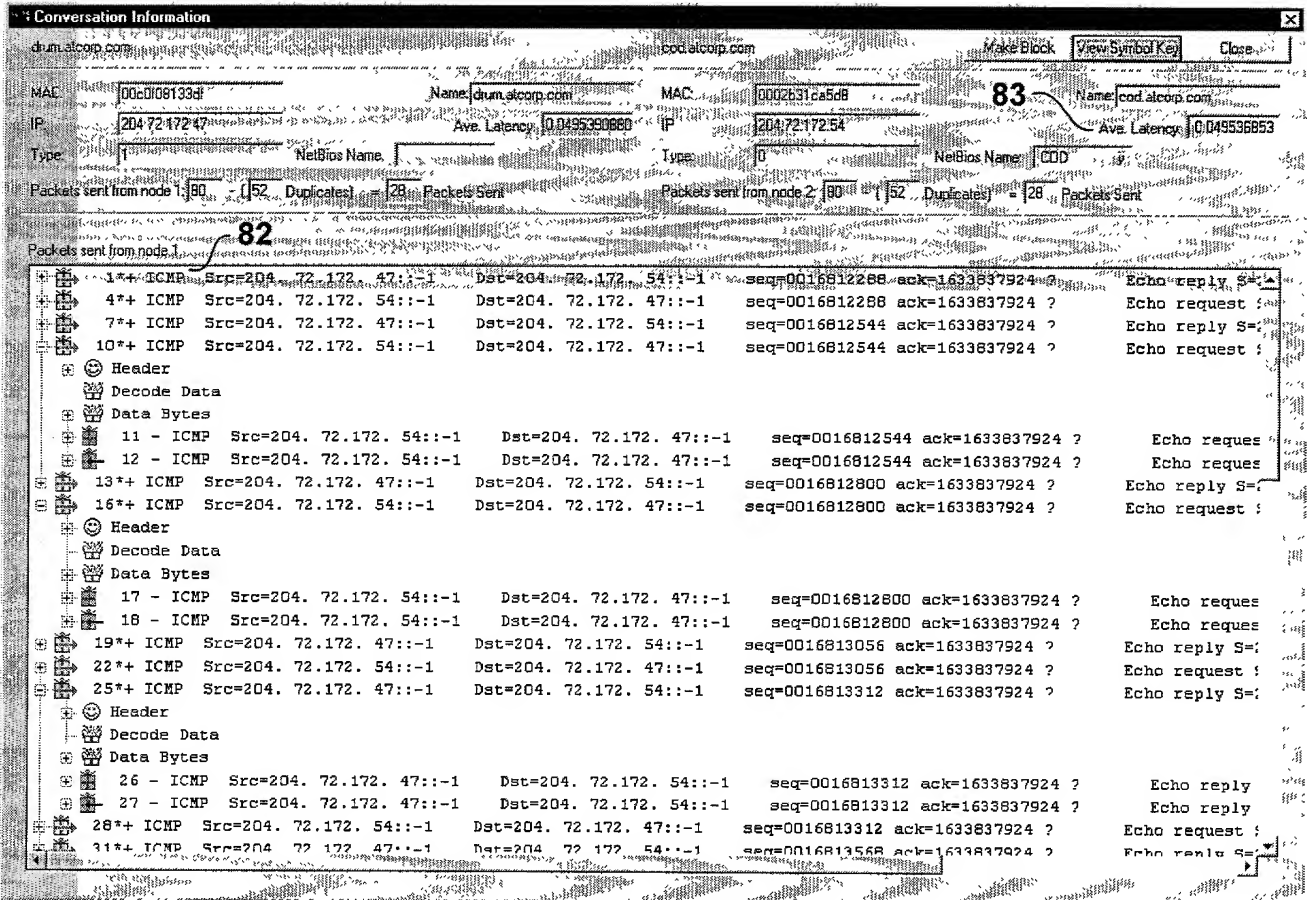 Conversation Information
drum.atcorp.com cod.atcorp.com Make Block View Symbol Key Close
MAC: 00c0f08133df Name: drum.atcorp.com MAC: 0002b31ca5d8 83 Name: cod.atcorp.com
IP: 204.72.172.47 Ave. Latency: 0.0495390880 IP 204.72.172.54 Ave. Latency: 0.049536853
Type: 1 NetBios Name: Type: 0 NetBios Name: COD
Packets sent from node 1: 80 - ( 52 Duplicates) = 28 Packets Sent Packets sent from node 2: 80 - ( 52 Duplicates) = 28 Packets Sent
82
Packets sent from node 1
1*+ ICMP Src=204. 72.172. 47::-1 Dst=204. 72.172. 54::-1 seq=0016812288 ack=1633837924 ? Echo reply S=
4*+ ICMP Src=204. 72.172. 54::-1 Dst=204. 72.172. 47::-1 seq=0016812288 ack=1633837924 ? Echo request
7*+ ICMP Src=204. 72.172. 47::-1 Dst=204. 72.172. 54::-1 seq=0016812544 ack=1633837924 ? Echo reply S=
10*+ ICMP Src=204. 72.172. 54::-1 Dst=204. 72.172. 47::-1 seq=0016812544 ack=1633837924 ? Echo request
Header
Decode Data
Data Bytes
11 - ICMP Src=204. 72.172. 54::-1 Dst=204. 72.172. 47::-1 seq=0016812544 ack=1633837924 ? Echo reques
12 - ICMP Src=204. 72.172. 54::-1 Dst=204. 72.172. 47::-1 seq=0016812544 ack=1633837924 ? Echo reques
13*+ ICMP Src=204. 72.172. 47::-1 Dst=204. 72.172. 54::-1 seq=0016812800 ack=1633837924 ? Echo reply S=
16*+ ICMP Src=204. 72.172. 54::-1 Dst=204. 72.172. 47::-1 seq=0016812800 ack=1633837924 ? Echo request
Header
Decode Data
Data Bytes
17 - ICMP Src=204. 72.172. 54::-1 Dst=204. 72.172. 47::-1 seq=0016812800 ack=1633837924 ? Echo reques
18 - ICMP Src=204. 72.172. 54::-1 Dst=204. 72.172. 47::-1 seq=0016812800 ack=1633837924 ? Echo reques
19*+ ICMP Src=204. 72.172. 47::-1 Dst=204. 72.172. 54::-1 seq=0016813056 ack=1633837924 ? Echo reply S=
22*+ ICMP Src=204. 72.172. 54::-1 Dst=204. 72.172. 47::-1 seq=0016813056 ack=1633837924 ? Echo request
25*+ ICMP Src=204. 72.172. 47::-1 Dst=204. 72.172. 54::-1 seq=0016813312 ack=1633837924 ? Echo reply S=
Header
Decode Data
Data Bytes
26 - ICMP Src=204. 72.172. 47::-1 Dst=204. 72.172. 54::-1 seq=0016813312 ack=1633837924 ? Echo reply
27 - ICMP Src=204. 72.172. 47::-1 Dst=204. 72.172. 54::-1 seq=0016813312 ack=1633837924 ? Echo reply
28*+ ICMP Src=204. 72.172. 54::-1 Dst=204. 72.172. 47::-1 seq=0016813312 ack=1633837924 ? Echo request
31*+ ICMP Src=204. 72.172. 47::-1 Dst=204. 72.172. 54::-1 seq=0016813568 ack=1633837924 ? Echo reply S=